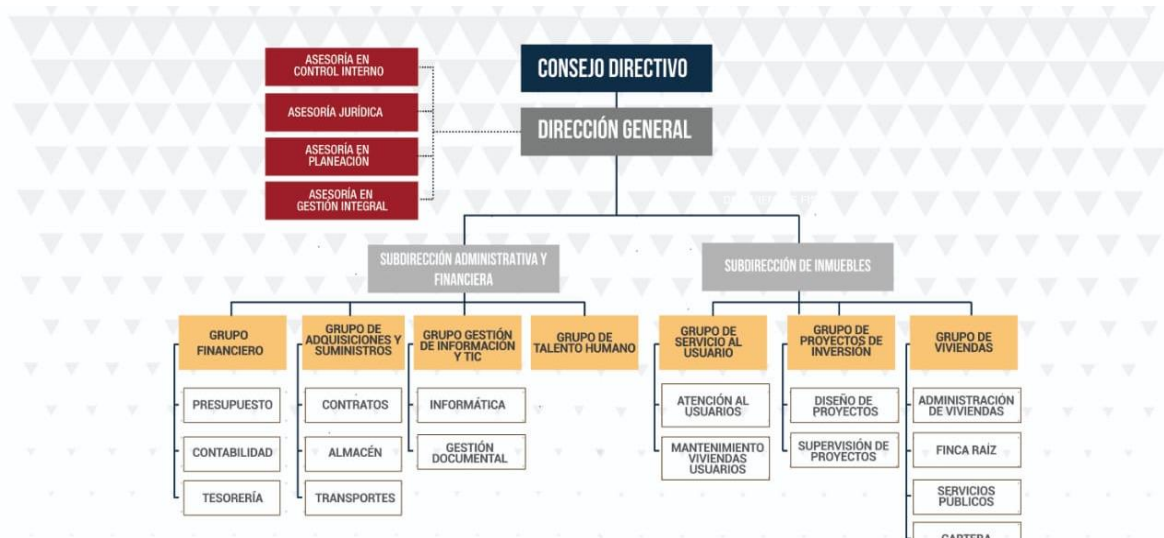 CONSEJO DIRECTIVO
DIRECCIÓN GENERAL
ASESORÍA EN
CONTROL INTERNO
ASESORÍA JURÍDICA
ASESORÍA EN
PLANEACIÓN
ASESORÍA EN
GESTIÓN INTEGRAL
SUBDIRECCIÓN ADMINISTRATIVA Y
FINANCIERA
SUBDIRECCIÓN DE INMUEBLES
GRUPO
FINANCIERO
PRESUPUESTO
CONTABILIDAD
TESORERÍA
GRUPO DE
ADQUISICIONES Y
SUMINISTROS
CONTRATOS
ALMACÉN
TRANSPORTES
GRUPO GESTIÓN
DE INFORMACIÓN
Y TIC
INFORMÁTICA
GESTIÓN
DOCUMENTAL
GRUPO DE
TALENTO HUMANO
GRUPO DE
SERVICIO AL
USUARIO
ATENCIÓN AL
USUARIOS
MANTENIMIENTO
VIVIENDAS
USUARIOS
GRUPO DE
PROYECTOS DE
INVERSIÓN
DISEÑO DE
PROYECTOS
SUPERVISIÓN DE
PROYECTOS
GRUPO DE
VIVIENDAS
ADMINISTRACIÓN
DE VIVIENDAS
FINCA RAÍZ
SERVICIOS
PÚBLICOS
CARTERA